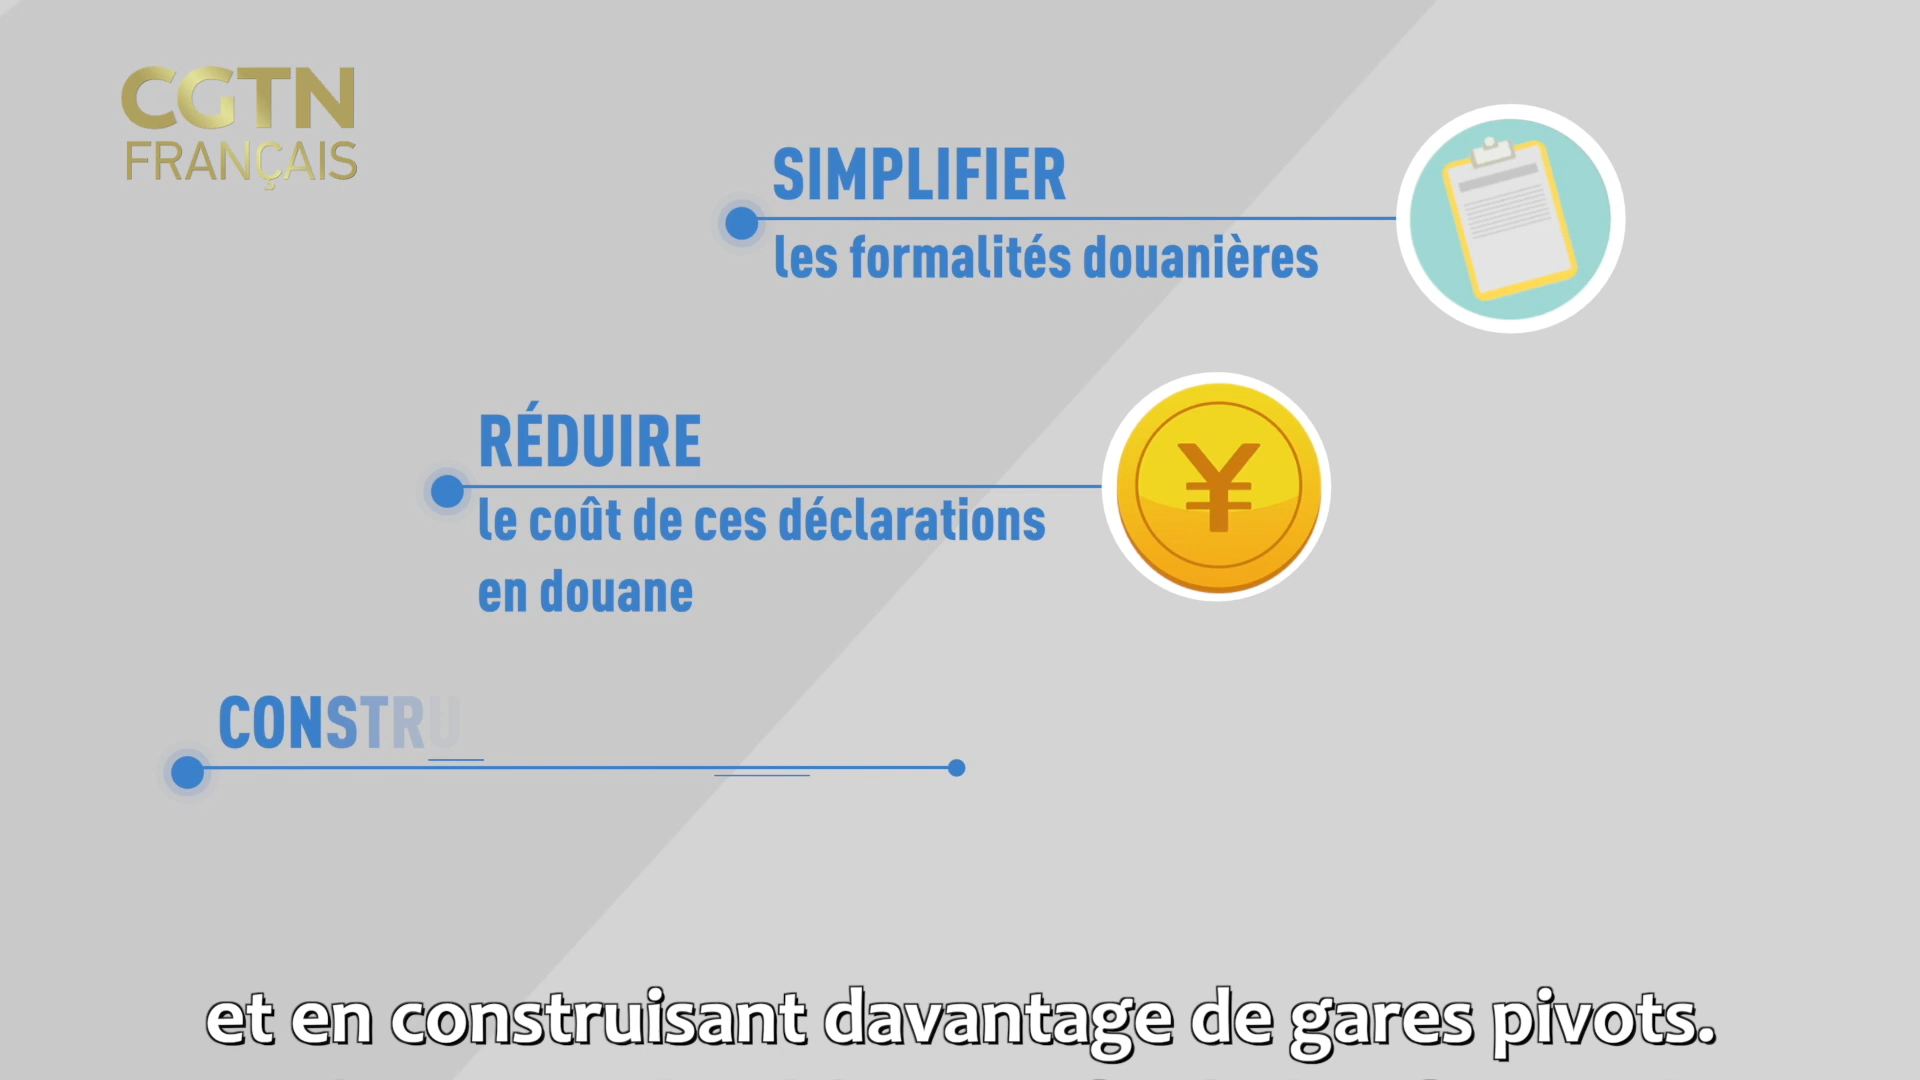 CGTN
FRANÇAIS
SIMPLIFIER
les formalités douanières
RÉDUIRE
le coût de ces déclarations
en douane
¥
CONSTRU
et en construisant davantage de gares pivots.